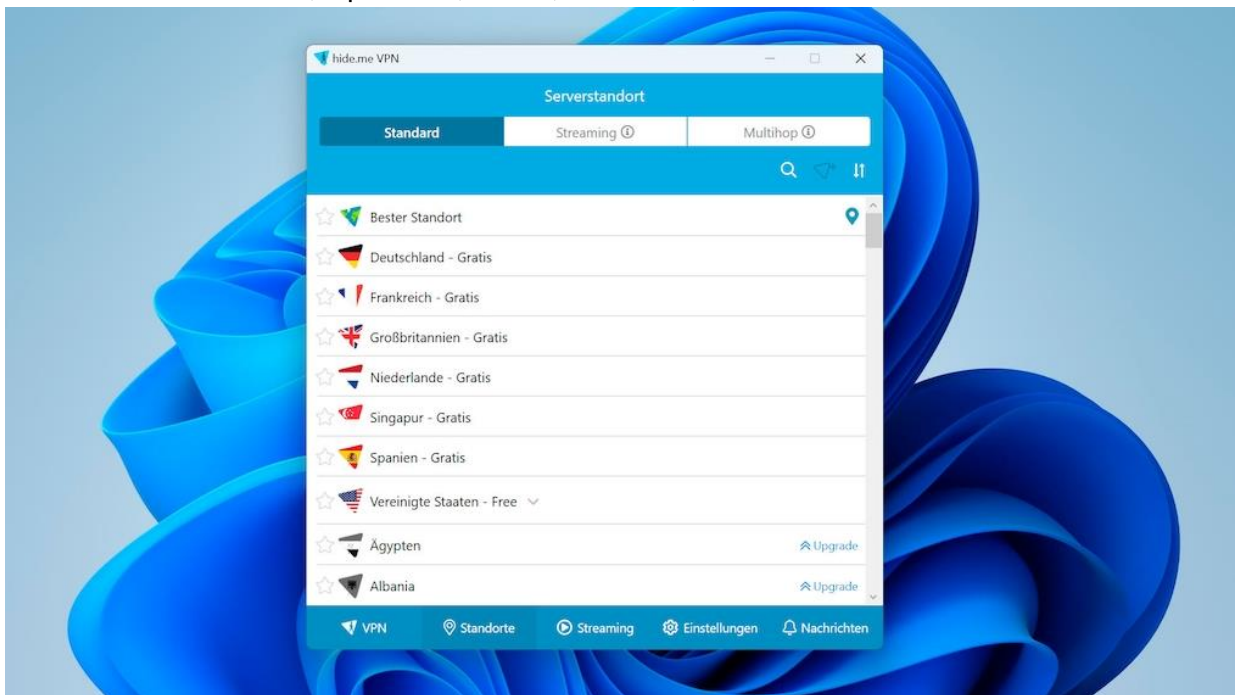 hide.me VPN
Serverstandort
Standard Streaming Multihop
Bester Standort
Deutschland - Gratis
Frankreich - Gratis
Großbritannien - Gratis
Niederlande - Gratis
Singapur - Gratis
Spanien - Gratis
Vereinigte Staaten - Free
Ägypten Upgrade
Albania Upgrade
VPN Standorte Streaming Einstellungen Nachrichten